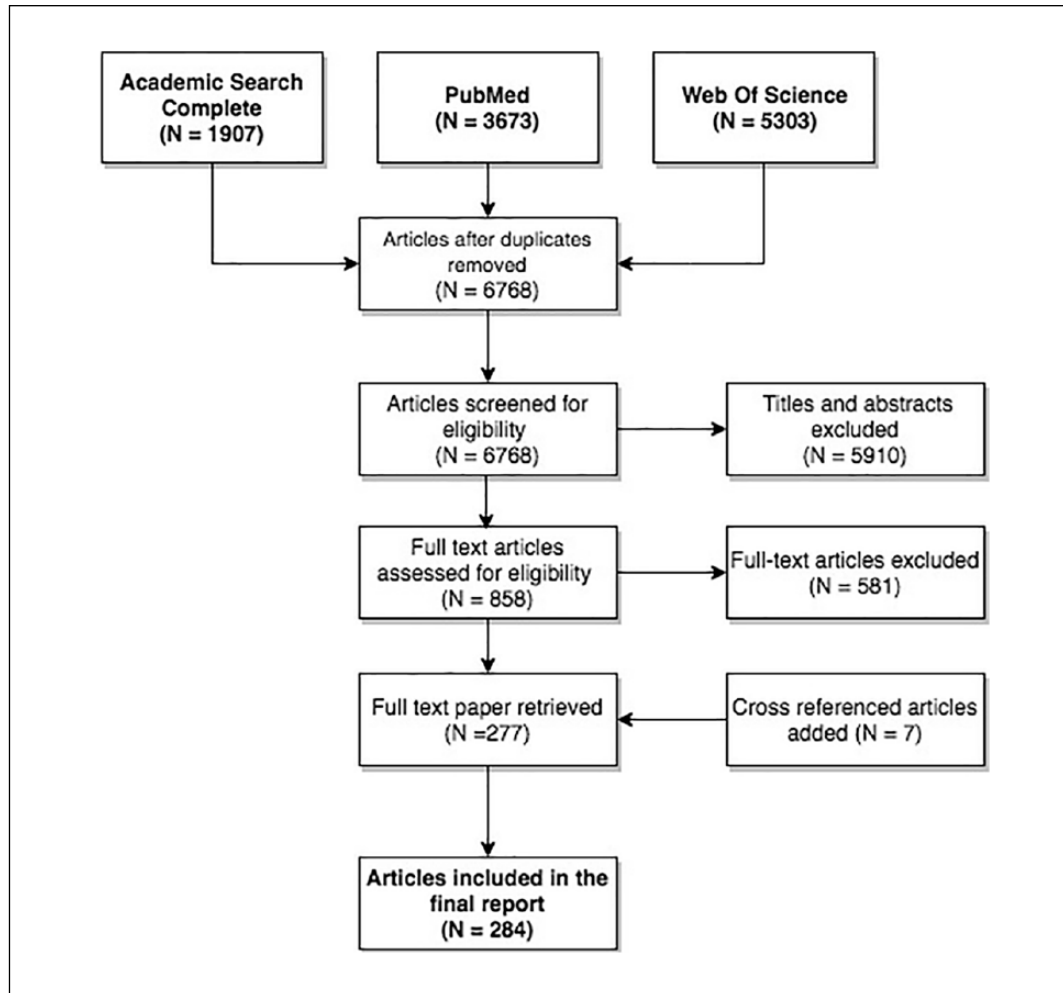 Academic Search
Complete
(N = 1907)
PubMed
(N = 3673)
Web Of Science
(N = 5303)
Articles after duplicates
removed
(N = 6768)
Articles screened for
eligibility
(N = 6768)
Titles and abstracts
excluded
(N = 5910)
Full text articles
assessed for eligibility
(N = 858)
Full-text articles excluded
(N = 581)
Full text paper retrieved
(N =277)
Cross referenced articles
added (N = 7)
Articles included in the
final report
(N = 284)